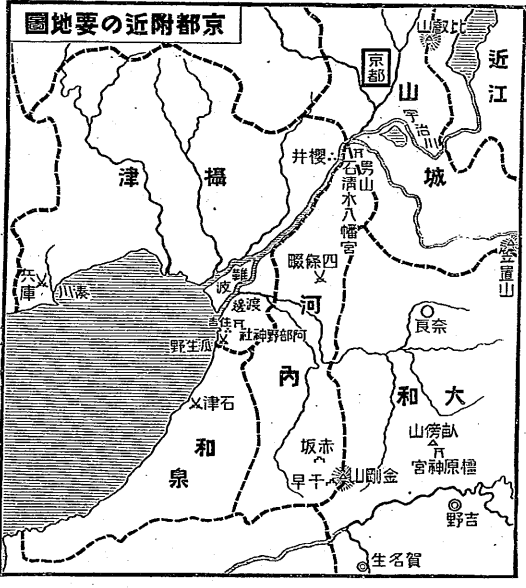 京都附近の要地圖
近江
比叡山
京都
山城
宇治川
男山
石清水八幡宮
櫻井
攝津
笠置山
四條畷
難波
渡邊
住吉
阿部野神社
瓜生野
兵庫
湊川
河內
奈良
大和
石津
和泉
畝傍山
橿原神宮
赤坂
千早
金剛山
吉野
賀名生